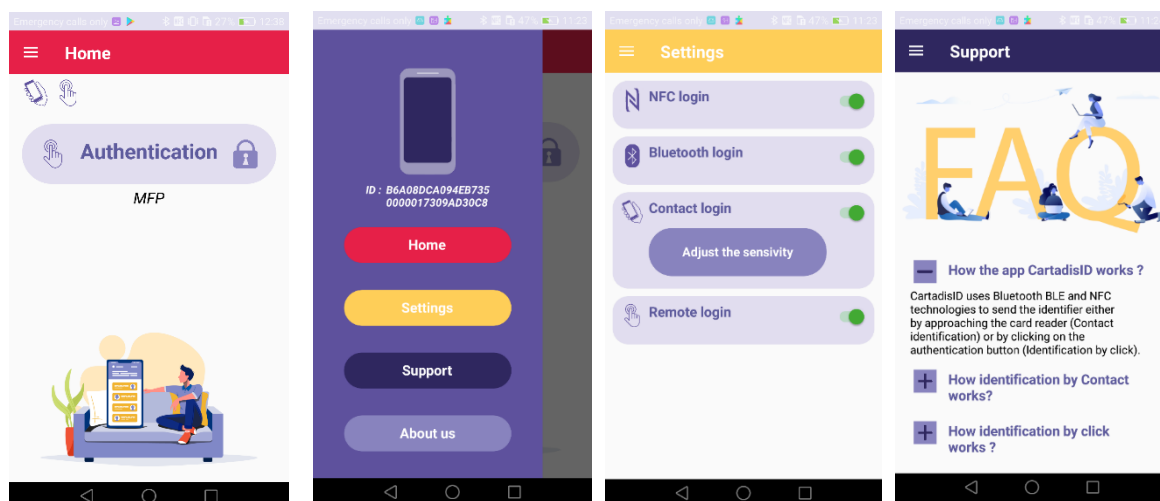 Emergency calls only 27% 12:38
Home
Authentication
MFP
Emergency calls only 47% 11:23
ID : B6A08DCA094EB735
0000017309AD30C8
Home
Settings
Support
About us
Emergency calls only 47% 11:23
Settings
NFC login
Bluetooth login
Contact login
Adjust the sensivity
Remote login
Emergency calls only 47%
Support
FAQ
How the app CartadisID works ?
CartadisID uses Bluetooth BLE and NFC
technologies to send the identifier either
by approaching the card reader (Contact
identification) or by clicking on the
authentication button (Identification by click).
How identification by Contact
works?
How identification by click
works ?